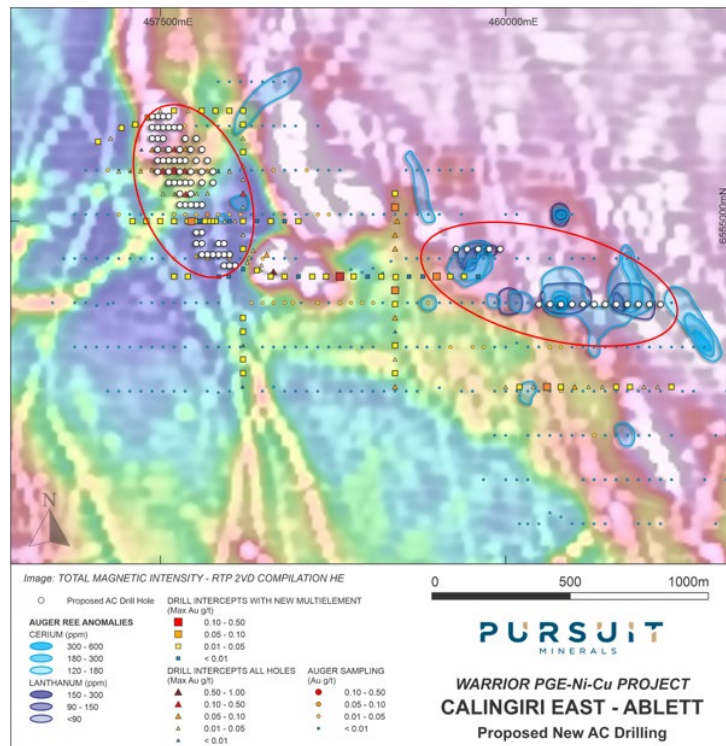 457500mE
460000mE
N
Image: TOTAL MAGNETIC INTENSITY - RTP 2VD COMPILATION HE
Proposed AC Drill Hole
AUGER REE ANOMALIES
CERIUM (ppm)
300 - 600
180 - 300
120 - 180
LANTHANUM (ppm)
150 - 300
90 - 150
<90
DRILL INTERCEPTS WITH NEW MULTIELEMENT
(Max Au g/t)
0.10 - 0.50
0.05 - 0.10
0.01 - 0.05
< 0.01
DRILL INTERCEPTS ALL HOLES
(Max Au g/t)
0.50 - 1.00
0.10 - 0.50
0.05 - 0.10
0.01 - 0.05
< 0.01
AUGER SAMPLING
(Au g/t)
0.10 - 0.50
0.05 - 0.10
0.01 - 0.05
< 0.01
0 500 1000m
PURSUIT
MINERALS
WARRIOR PGE-Ni-Cu PROJECT
CALINGIRI EAST - ABLETT
Proposed New AC Drilling